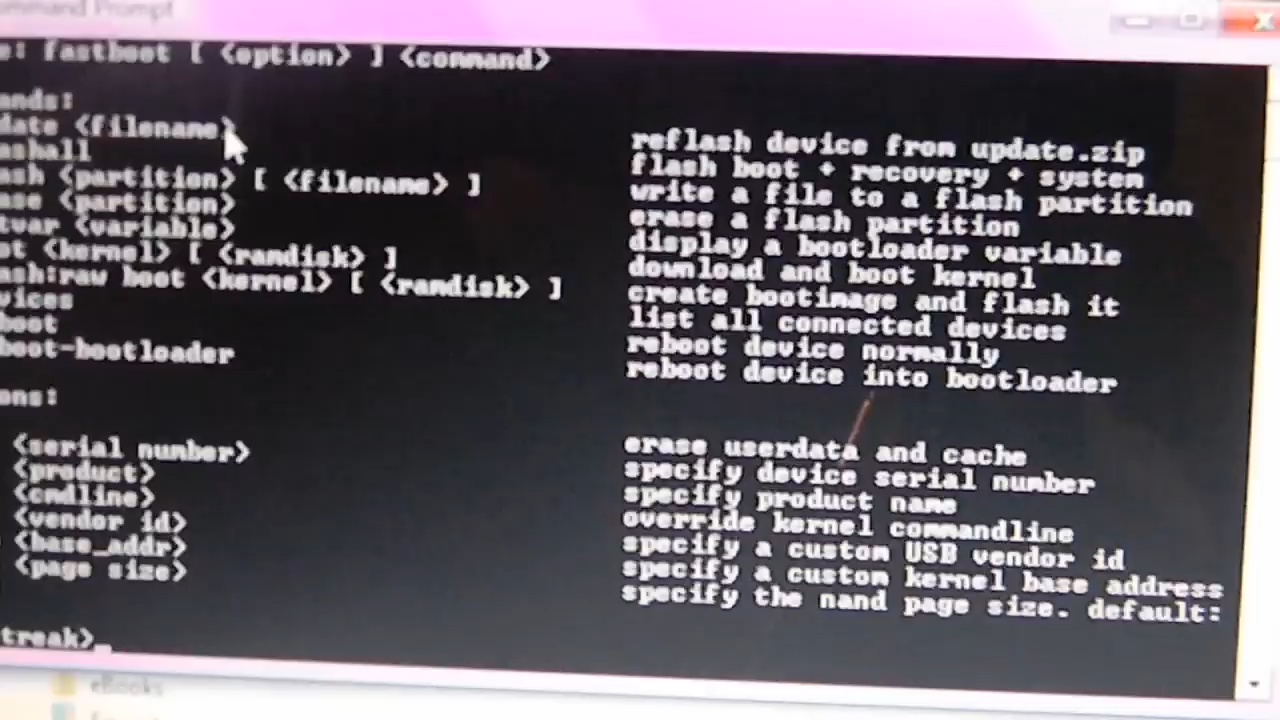 ommand Prompt
e: fastboot [ <option> ] <command>
ands:
date <filename> reflash device from update.zip
ashall flash boot + recovery + system
ash <partition> [ <filename> ] write a file to a flash partition
ase <partition> erase a flash partition
tvar <variable> display a bootloader variable
ot <kernel> [ <ramdisk> ] download and boot kernel
ash:raw boot <kernel> [ <ramdisk> ] create bootimage and flash it
vices list all connected devices
boot reboot device normally
boot-bootloader reboot device into bootloader
ons:
erase userdata and cache
<serial number> specify device serial number
<product> specify product name
<cmdline> override kernel commandline
<vendor id> specify a custom USB vendor id
<base_addr> specify a custom kernel base address
<page size> specify the nand page size. default:
treak>_
eBooks